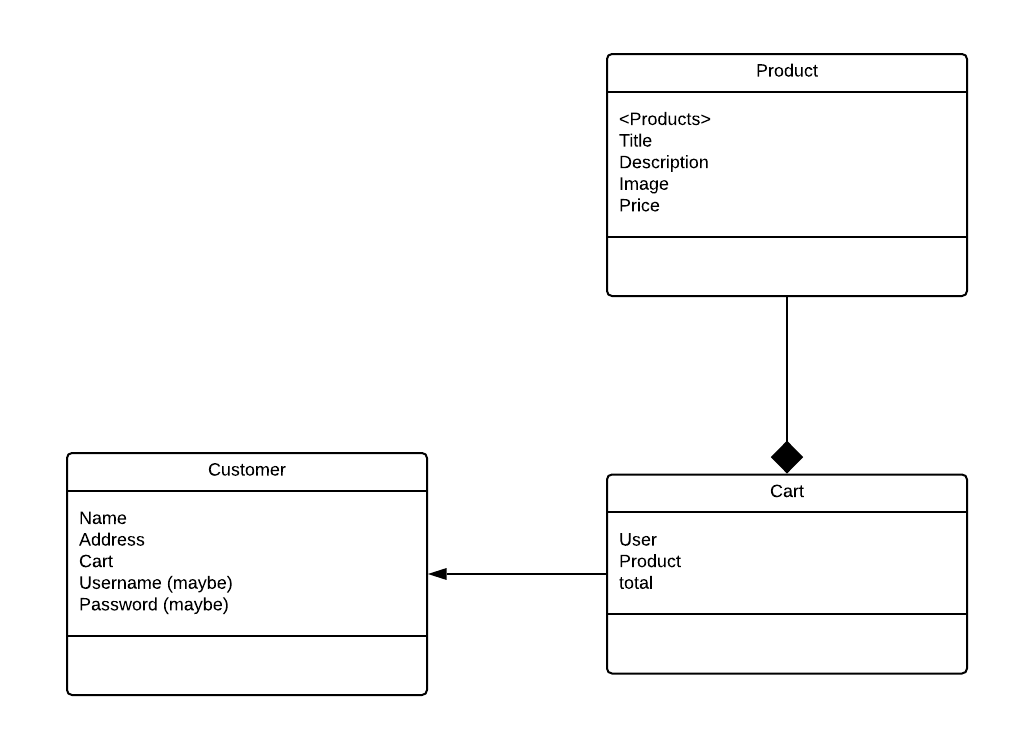 Product
<Products>
Title
Description
Image
Price
Customer
Name
Address
Cart
Username (maybe)
Password (maybe)
Cart
User
Product
total